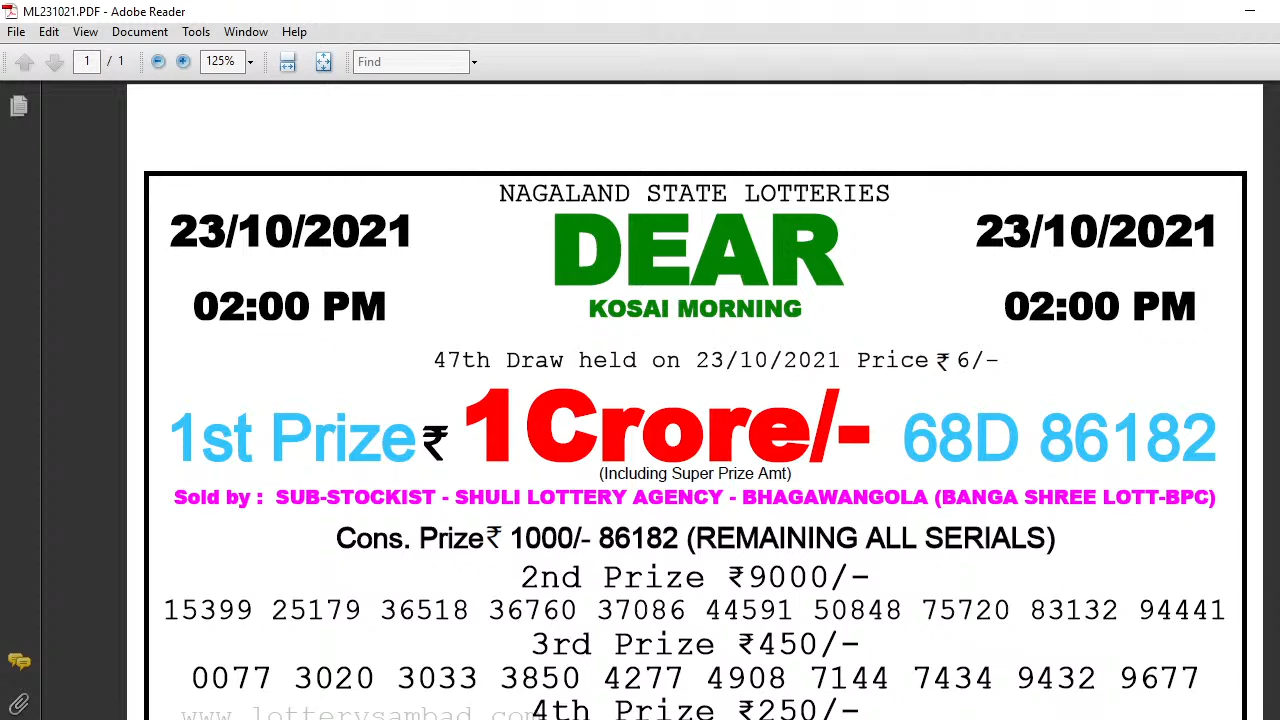 ML231021.PDF - Adobe Reader
File Edit View Document Tools Window Help
1 / 1 125% Find
NAGALAND STATE LOTTERIES
23/10/2021 DEAR 23/10/2021
02:00 PM KOSAI MORNING 02:00 PM
47th Draw held on 23/10/2021 Price ₹ 6/-
1st Prize ₹ 1Crore/- 68D 86182
(Including Super Prize Amt)
Sold by : SUB-STOCKIST - SHULI LOTTERY AGENCY - BHAGAWANGOLA (BANGA SHREE LOTT-BPC)
Cons. Prize ₹ 1000/- 86182 (REMAINING ALL SERIALS)
2nd Prize ₹9000/-
15399 25179 36518 36760 37086 44591 50848 75720 83132 94441
3rd Prize ₹450/-
0077 3020 3033 3850 4277 4908 7144 7434 9432 9677
4th Prize ₹250/-
www.lotterysambad.com